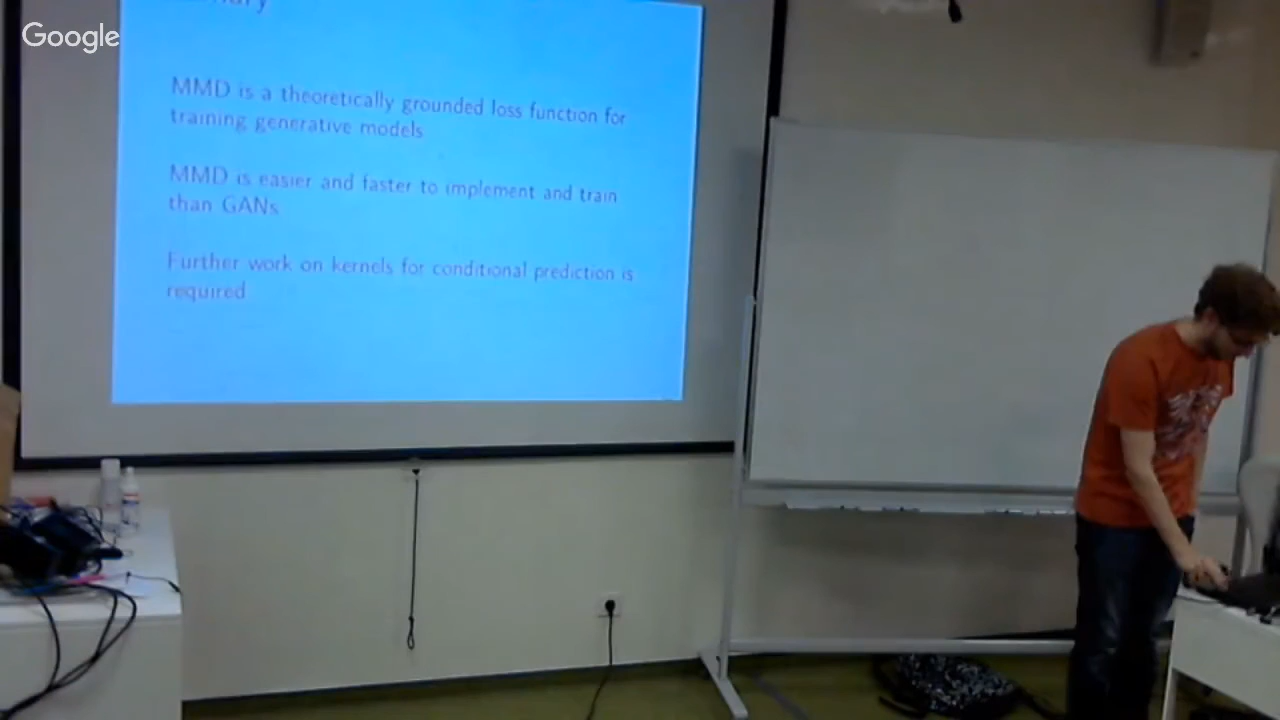 Google
MMD is a theoretically grounded loss function for
training generative models
MMD is easier and faster to implement and train
than GANs
Further work on kernels for conditional prediction is
required